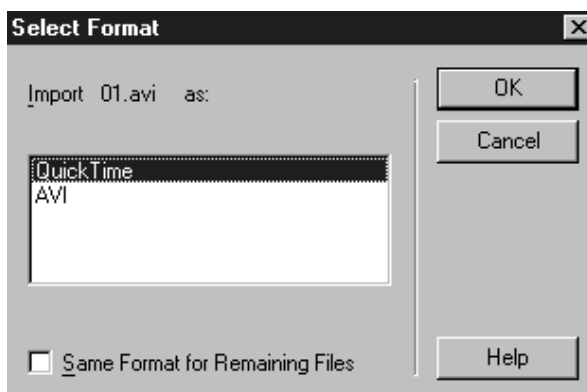 Select Format
Import 01.avi as:
OK
Cancel
QuickTime
AVI
Same Format for Remaining Files
Help